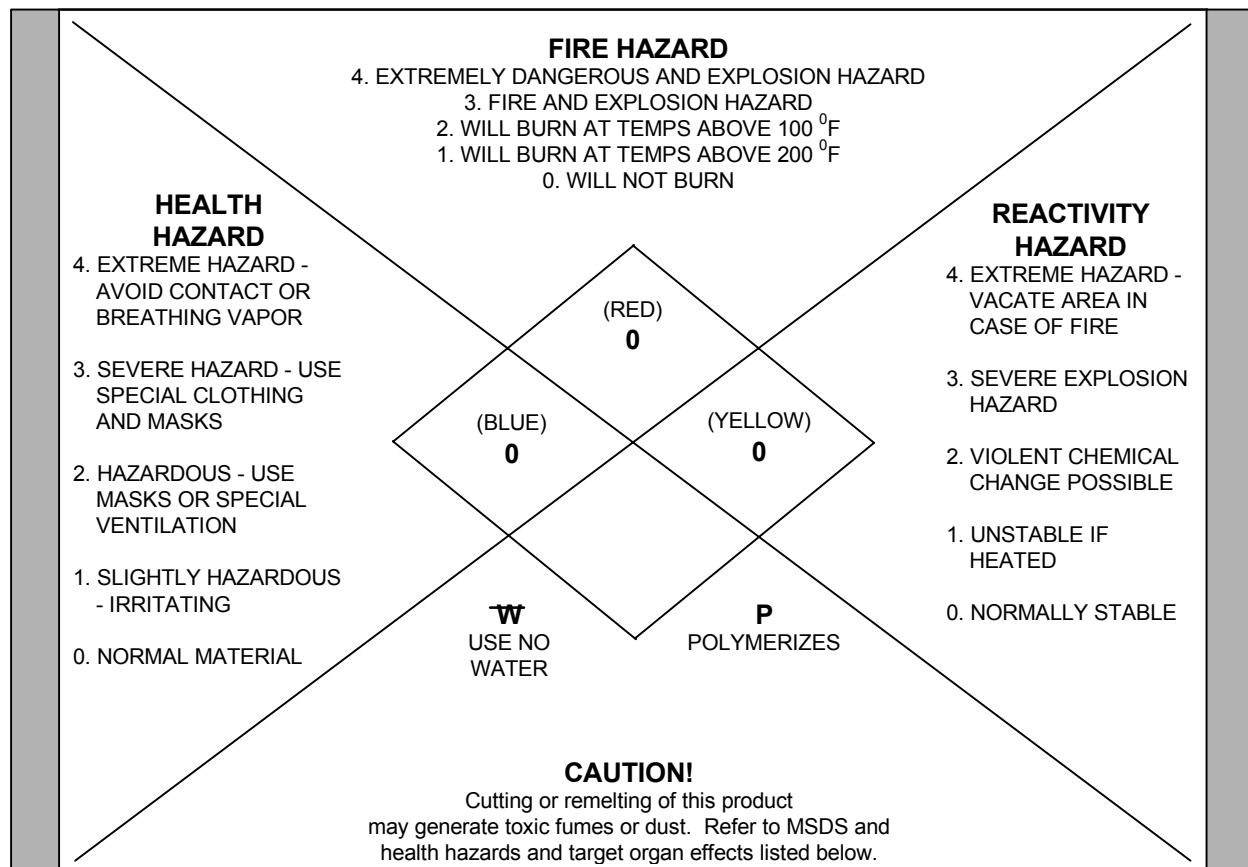 FIRE HAZARD
4. EXTREMELY DANGEROUS AND EXPLOSION HAZARD
3. FIRE AND EXPLOSION HAZARD
2. WILL BURN AT TEMPS ABOVE 100 ⁰F
1. WILL BURN AT TEMPS ABOVE 200 ⁰F
0. WILL NOT BURN
HEALTH
HAZARD
4. EXTREME HAZARD -
AVOID CONTACT OR
BREATHING VAPOR
3. SEVERE HAZARD - USE
SPECIAL CLOTHING
AND MASKS
2. HAZARDOUS - USE
MASKS OR SPECIAL
VENTILATION
1. SLIGHTLY HAZARDOUS
- IRRITATING
0. NORMAL MATERIAL
(RED)
0
(BLUE)
0
(YELLOW)
0
W
USE NO
WATER
P
POLYMERIZES
REACTIVITY
HAZARD
4. EXTREME HAZARD -
VACATE AREA IN
CASE OF FIRE
3. SEVERE EXPLOSION
HAZARD
2. VIOLENT CHEMICAL
CHANGE POSSIBLE
1. UNSTABLE IF
HEATED
0. NORMALLY STABLE
CAUTION!
Cutting or remelting of this product
may generate toxic fumes or dust. Refer to MSDS and
health hazards and target organ effects listed below.